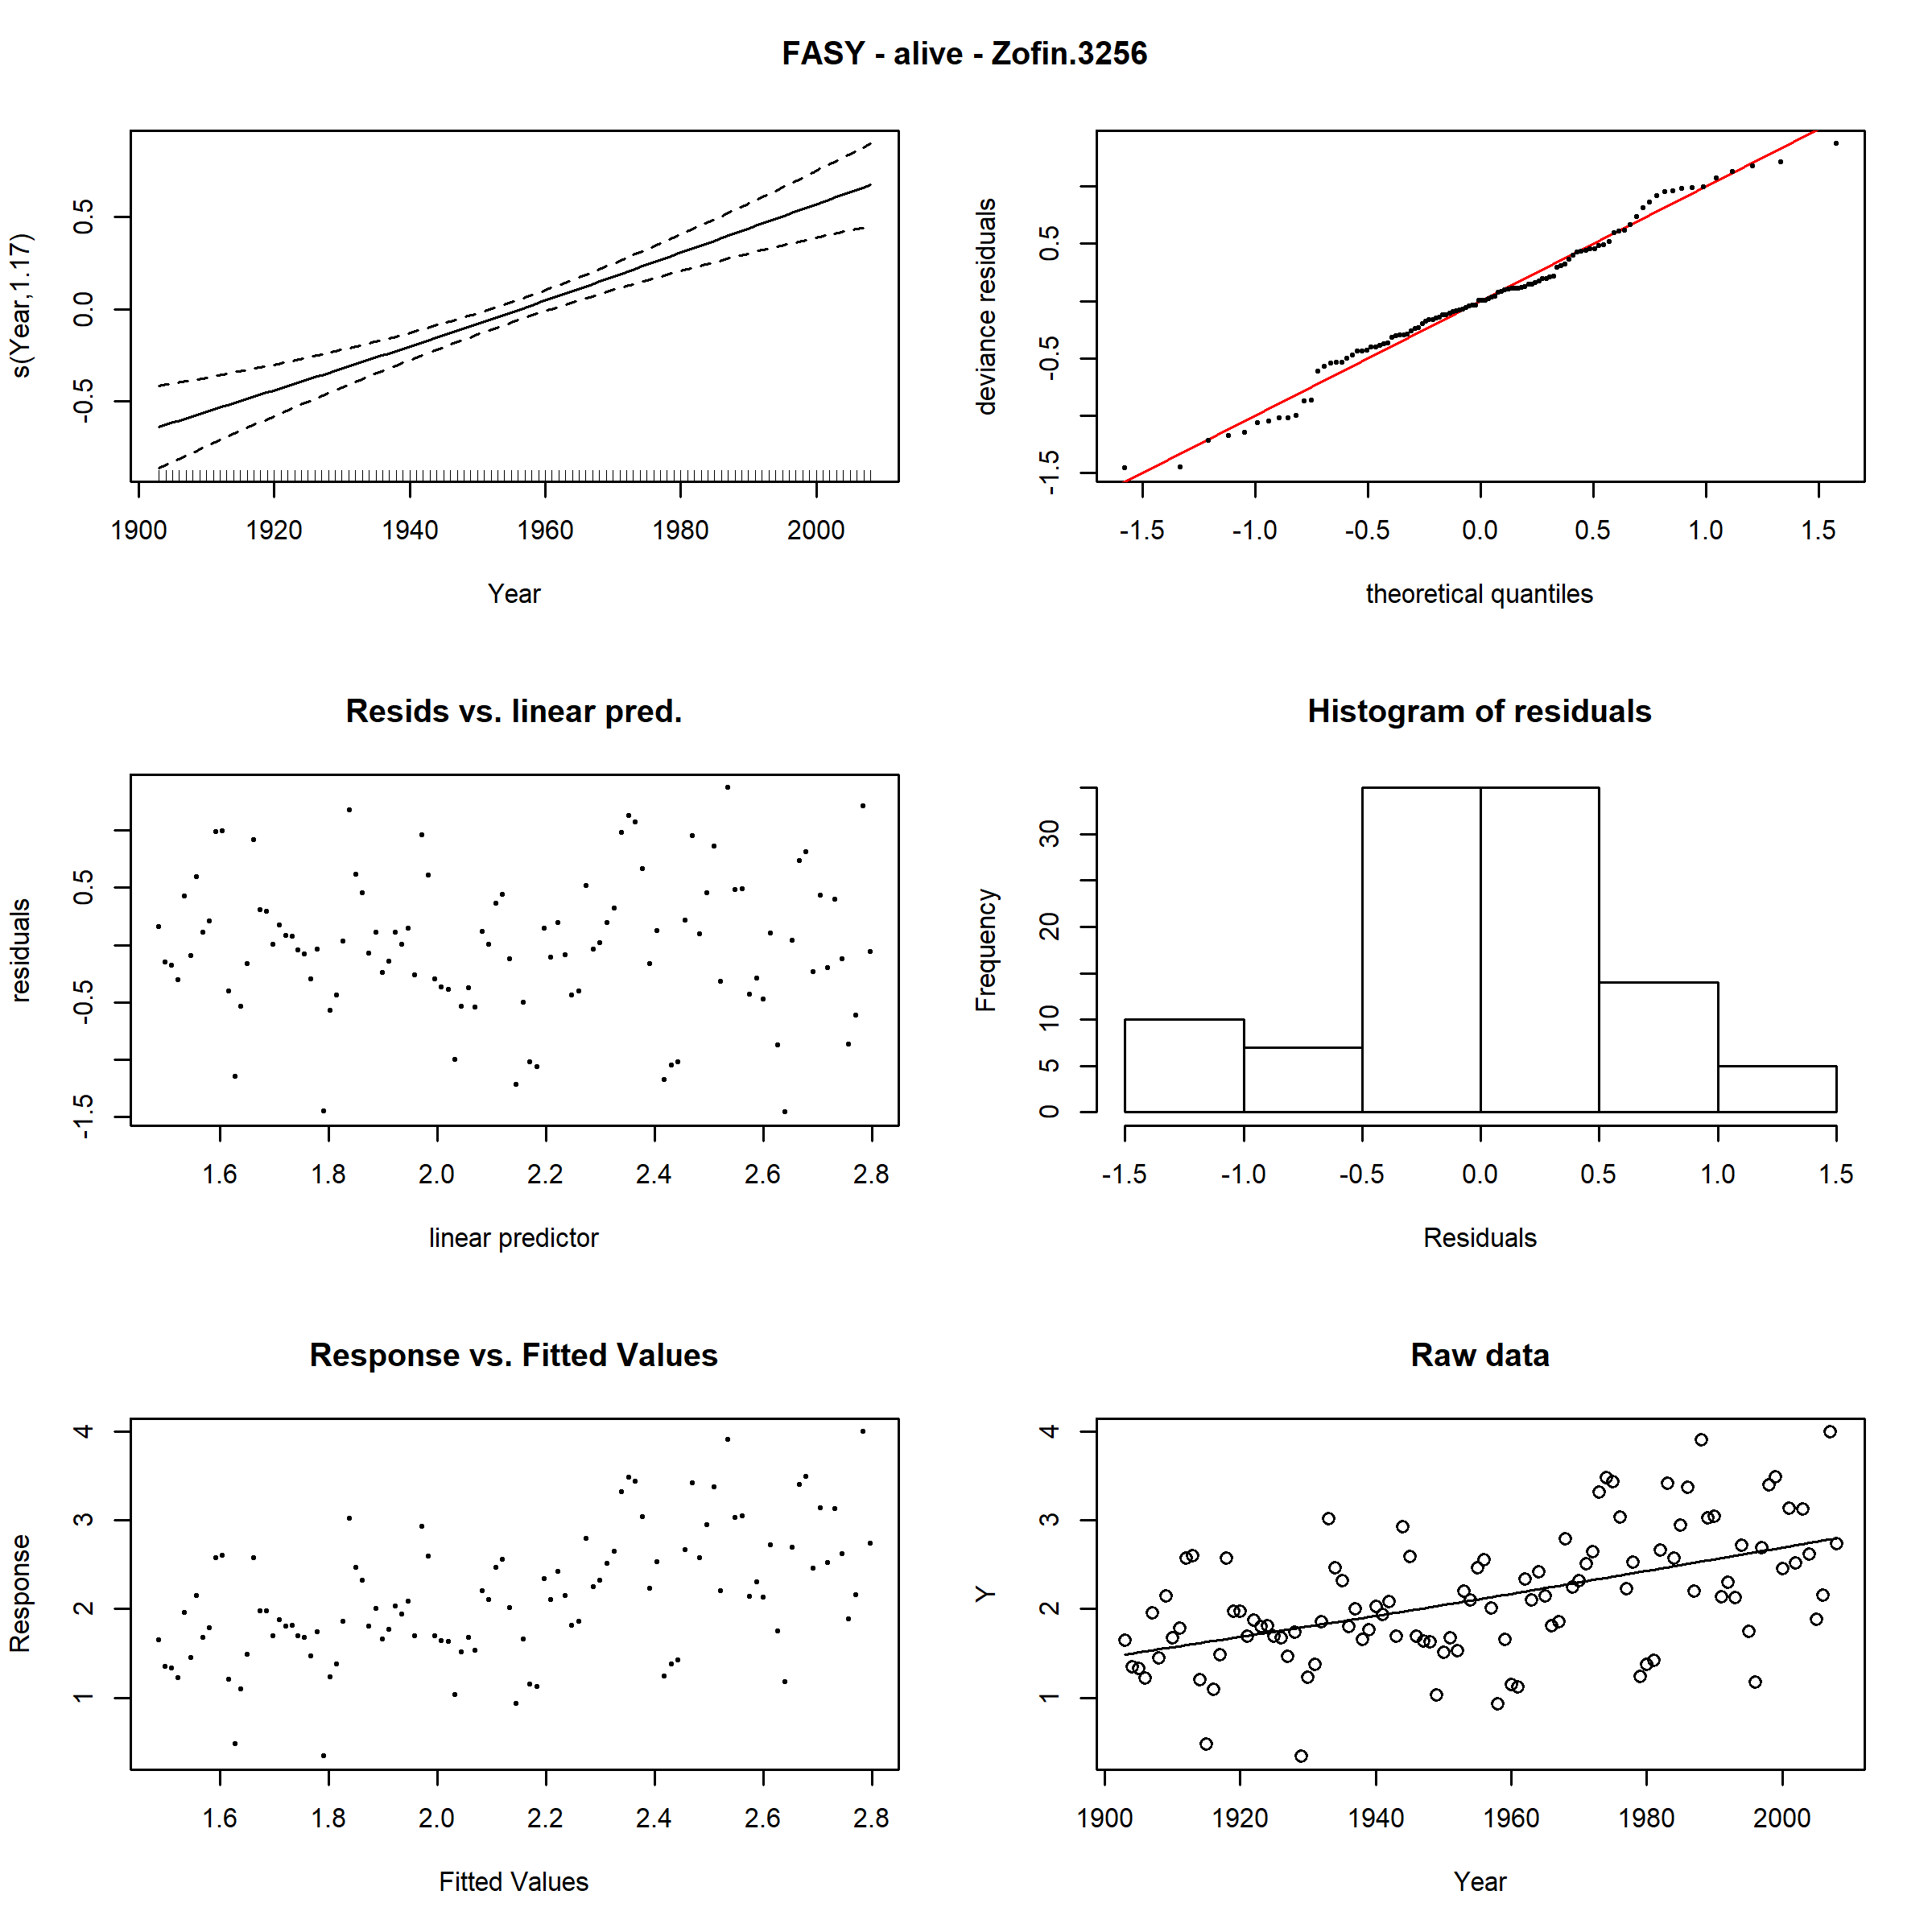 FASY - alive - Zofin.3256
s(Year,1.17)
-0.5 0.0 0.5
1900 1920 1940 1960 1980 2000
Year
deviance residuals
-1.5 -0.5 0.5
-1.5 -0.5 0.0 0.5 1.0 1.5
theoretical quantiles
Resids vs. linear pred.
residuals
-1.5 -0.5 0.5
1.6 1.8 2.0 2.2 2.4 2.6 2.8
linear predictor
Histogram of residuals
Frequency
0 5 10 20 30
-1.5 -1.0 -0.5 0.0 0.5 1.0 1.5
Residuals
Response vs. Fitted Values
Response
1 2 3 4
1.6 1.8 2.0 2.2 2.4 2.6 2.8
Fitted Values
Raw data
Y
1 2 3 4
1900 1920 1940 1960 1980 2000
Year